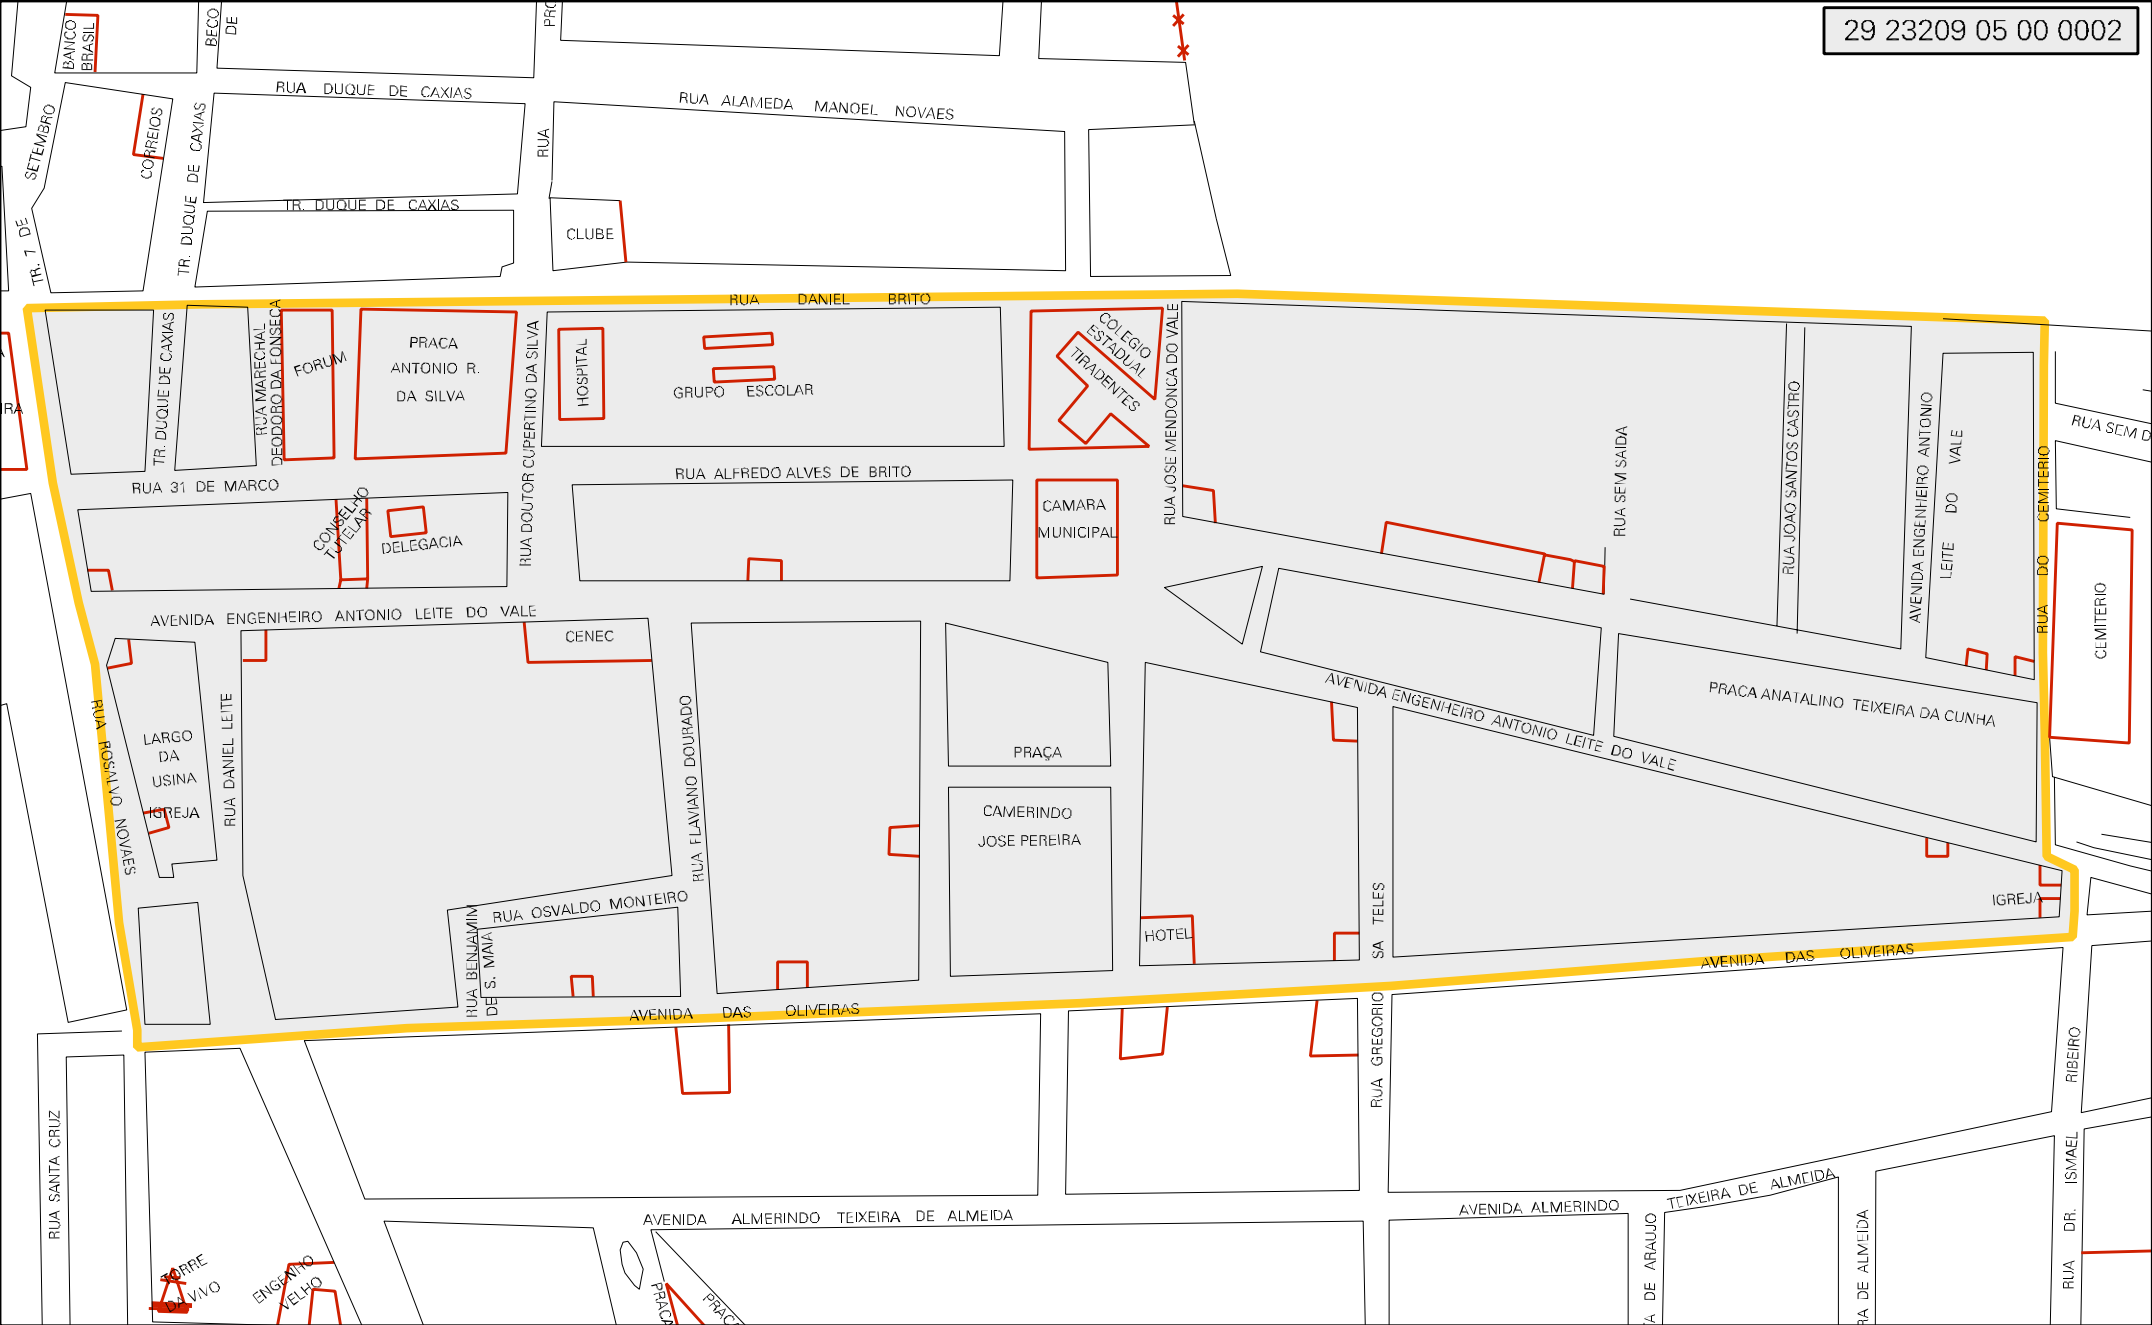 29 23209 05 00 0002
BANCO
BRASIL
BECO
DE
RUA DUQUE DE CAXIAS
RUA ALAMEDA MANOEL NOVAES
CORREIOS
TR. 7 DE SETEMBRO
TR. DUQUE DE CAXIAS
RUA
TR. DUQUE DE CAXIAS
CLUBE
RUA DANIEL BRITO
TR. DUQUE DE CAXIAS
RUA MARECHAL
DEODORO DA FONSECA
FORUM
PRACA
ANTONIO R.
DA SILVA
RUA DOUTOR CUPERTINO DA SILVA
HOSPITAL
GRUPO ESCOLAR
COLEGIO
ESTADUAL
TIRADENTES
RUA JOSE MENDONCA DO VALE
RUA SEM SAIDA
RUA JOAO SANTOS CASTRO
AVENIDA ENGENHEIRO ANTONIO
LEITE DO VALE
RUA DO CEMITERIO
RUA SEM D
CEMITERIO
RUA 31 DE MARCO
RUA ALFREDO ALVES DE BRITO
CONSELHO
TUTELAR
DELEGACIA
CAMARA
MUNICIPAL
AVENIDA ENGENHEIRO ANTONIO LEITE DO VALE
CENEC
RUA ROSALVO NOVAES
LARGO
DA
USINA
IGREJA
RUA DANIEL LEITE
RUA FLAVIANO DOURADO
PRAÇA
CAMERINDO
JOSE PEREIRA
AVENIDA ENGENHEIRO ANTONIO LEITE DO VALE
PRACA ANATALINO TEIXEIRA DA CUNHA
RUA OSVALDO MONTEIRO
RUA BENJAMIM
DE S. MAIA
HOTEL
RUA GREGORIO SA TELES
IGREJA
AVENIDA DAS OLIVEIRAS
AVENIDA DAS OLIVEIRAS
RUA SANTA CRUZ
RUA DR. ISMAEL RIBEIRO
AVENIDA ALMERINDO TEIXEIRA DE ALMEIDA
AVENIDA ALMERINDO TEIXEIRA DE ALMEIDA
TORRE
DA VIVO
ENGENHO
VELHO
PRACA
PRACA
DE ARAUJO
RA DE ALMEIDA